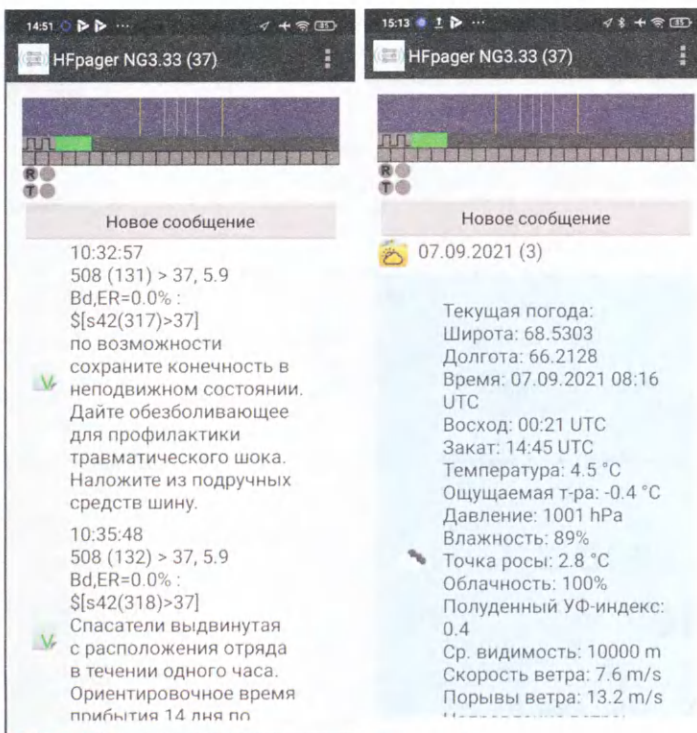 14:51
85
HFpager NG3.33 (37)
R
T
Новое сообщение
10:32:57
508 (131) > 37, 5.9
Bd,ER=0.0% :
$[s42(317)>37]
по возможности
сохраните конечность в
неподвижном состоянии.
Дайте обезболивающее
для профилактики
травматического шока.
Наложите из подручных
средств шину.
10:35:48
508 (132) > 37, 5.9
Bd,ER=0.0% :
$[s42(318)>37]
Спасатели выдвинутая
с расположения отряда
в течении одного часа.
Ориентировочное время
прибытия 14 дня по
15:13
85
HFpager NG3.33 (37)
R
T
Новое сообщение
07.09.2021 (3)
Текущая погода:
Широта: 68.5303
Долгота: 66.2128
Время: 07.09.2021 08:16
UTC
Восход: 00:21 UTC
Закат: 14:45 UTC
Температура: 4.5 °C
Ощущаемая т-ра: -0.4 °C
Давление: 1001 hPa
Влажность: 89%
Точка росы: 2.8 °C
Облачность: 100%
Полуденный УФ-индекс:
0.4
Ср. видимость: 10000 m
Скорость ветра: 7.6 m/s
Порывы ветра: 13.2 m/s